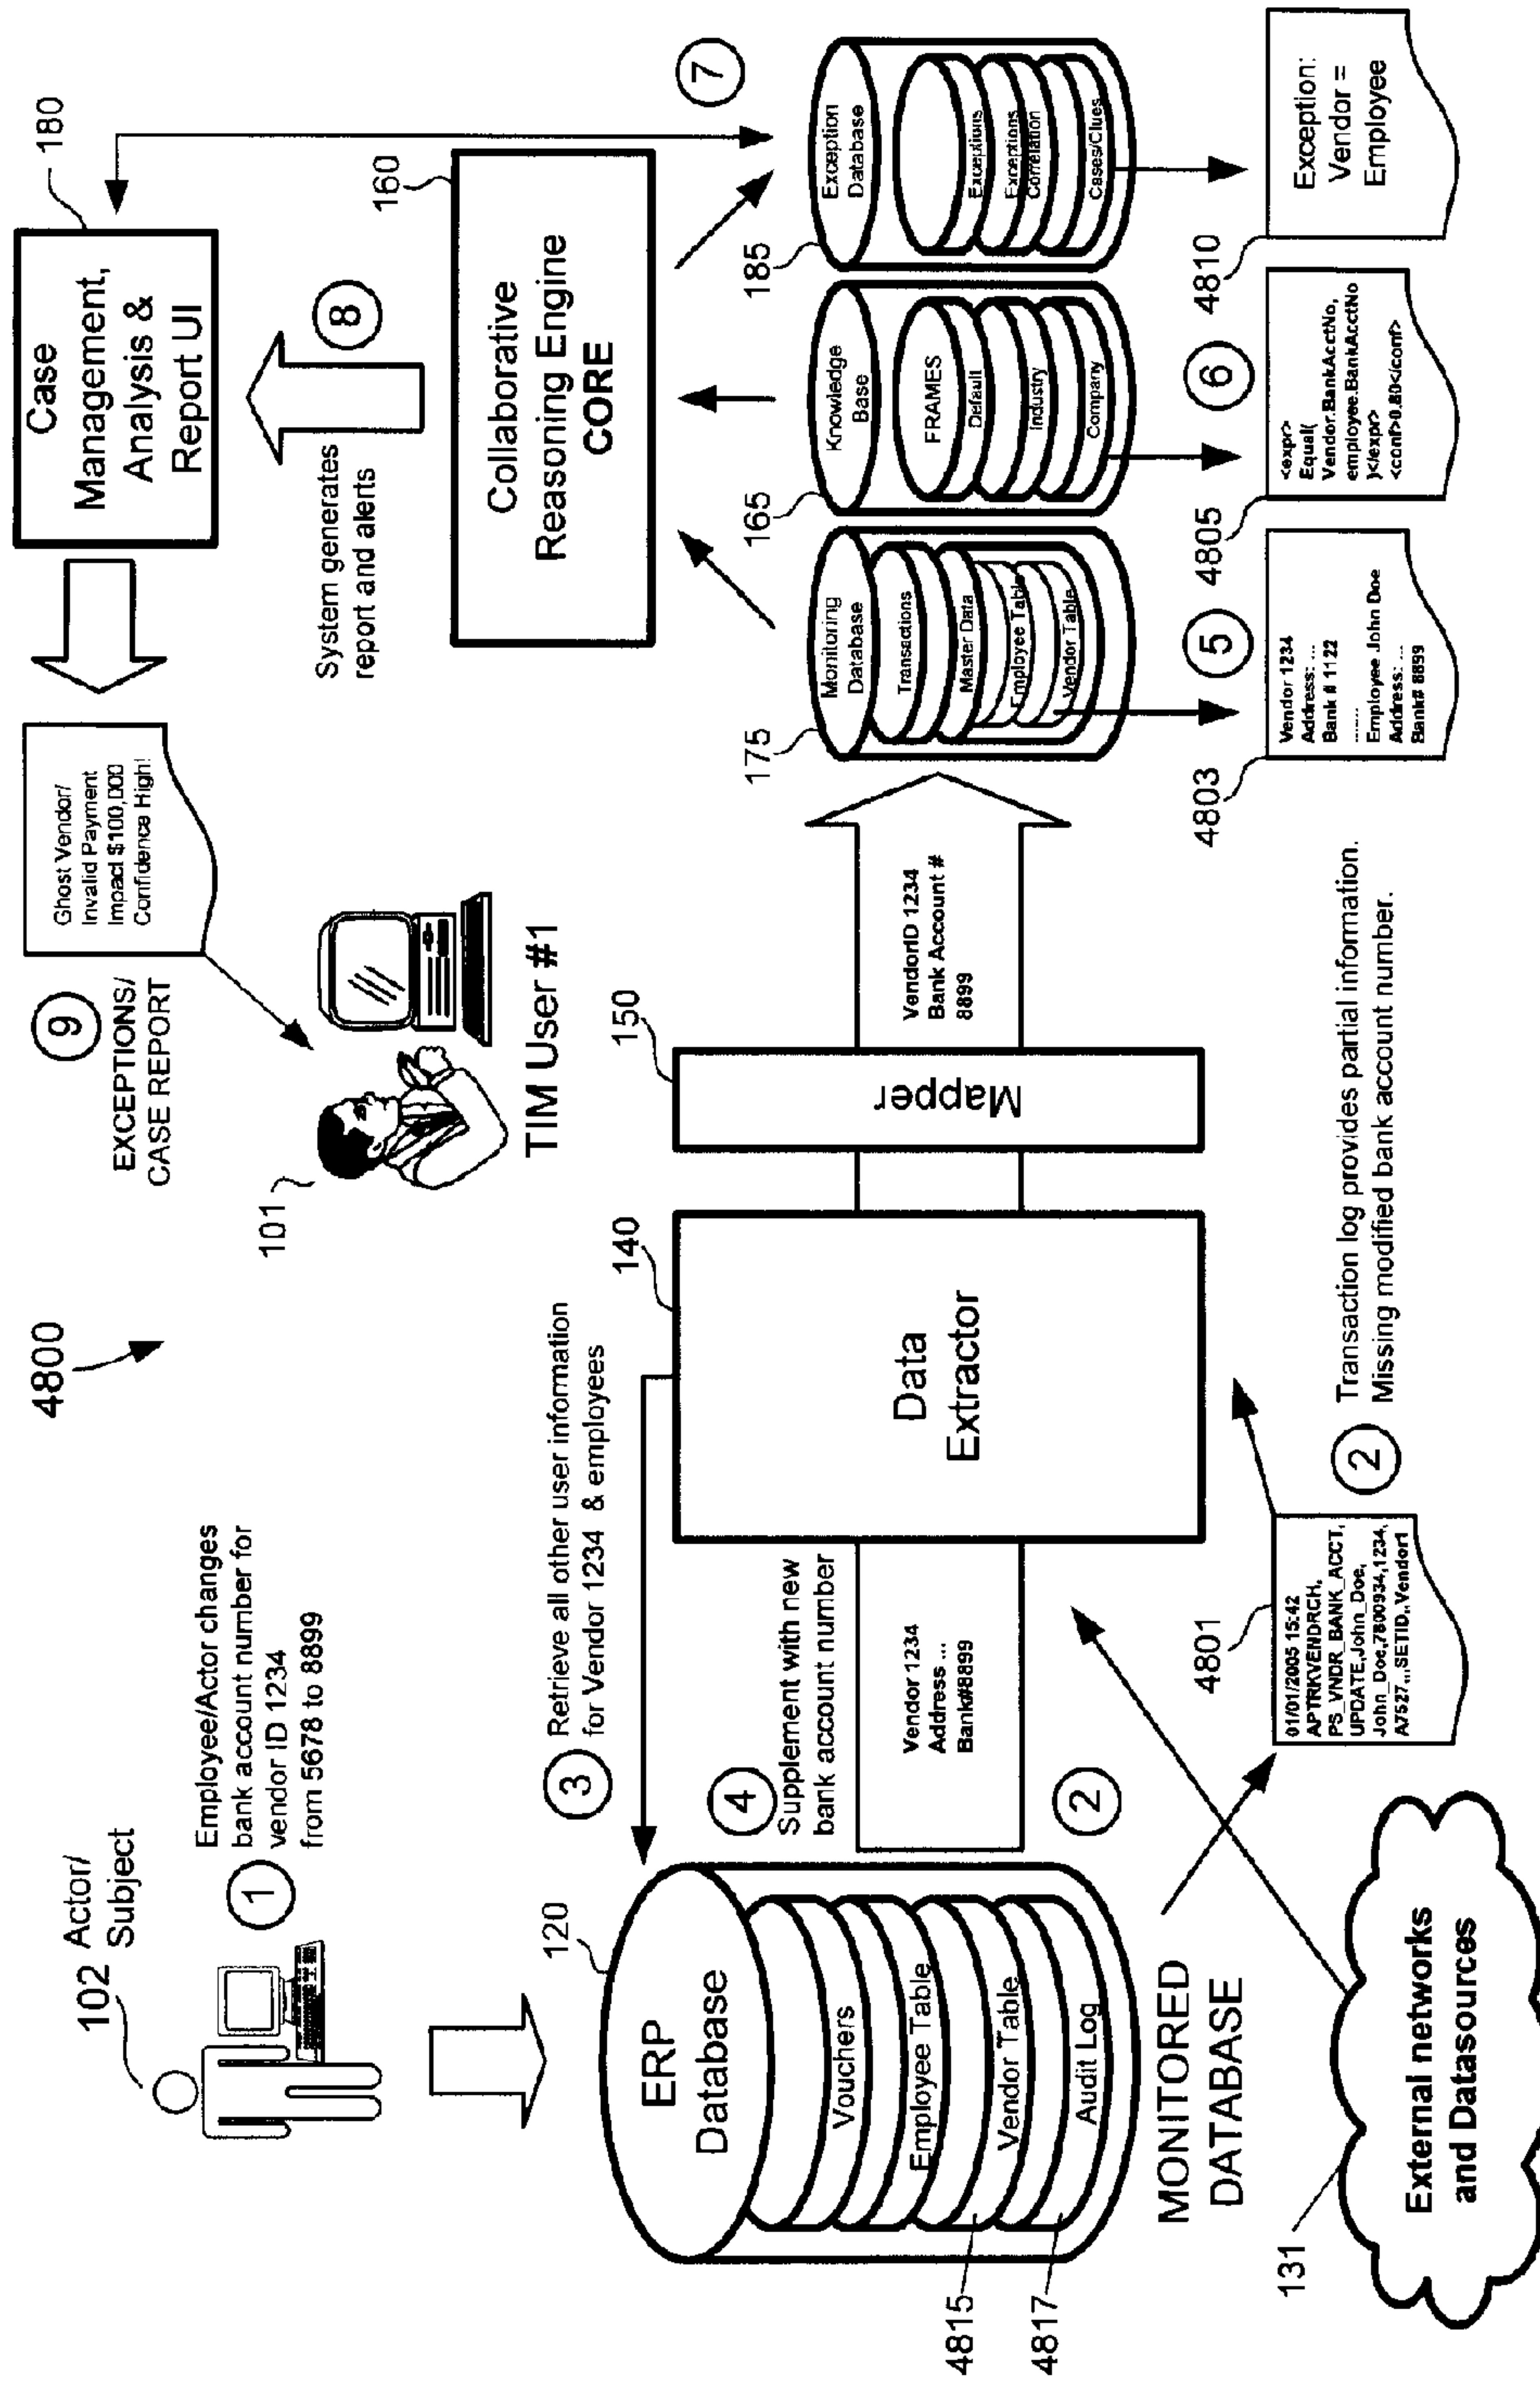 4800
102 Actor/
Subject
1
Employee/Actor changes
bank account number for
vendor ID 1234
from 5678 to 8899
120
ERP
Database
Vouchers
Employee Table
Vendor Table
Audit Log
4815
4817
MONITORED
DATABASE
131
External networks
and Datasources
3
Retrieve all other user information
for Vendor 1234 & employees
4
Supplement with new
bank account number
Vendor 1234
Address ...
Bank#8899
2
4801
01/01/2005 15:42
APTRKVENDRCH,
PS_VNDR_BANK_ACCT,
UPDATE,John_Doe,
John_Doe,7800934,1234,
A7527,,,SETID,,Vendor1
2
Transaction log provides partial information.
Missing modified bank account number.
140
Data
Extractor
150
Mapper
VendorID 1234
Bank Account #
8899
101
TIM User #1
9
EXCEPTIONS/
CASE REPORT
Ghost Vendor/
Invalid Payment
Impact $100,000
Confidence High!
180
Case
Management,
Analysis &
Report UI
8
System generates
report and alerts
160
Collaborative
Reasoning Engine
CORE
7
175
Monitoring
Database
Transactions
Master Data
Employee Table
Vendor Table
165
Knowledge
Base
FRAMES
Default
Industry
Company
185
Exception
Database
Exceptions
Exceptions
Correlation
Cases/Clues
5
4803
Vendor 1234
Address: ...
Bank # 1122
......
Employee John Doe
Address: ...
Bank# 8899
6
4805
<expr>
Equal(
Vendor.BankAcctNo,
employee.BankAcctNo
)</expr>
<conf>0.80</conf>
4810
Exception:
Vendor =
Employee